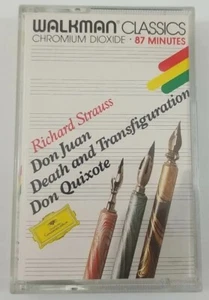 WALKMAN CLASSICS
CHROMIUM DIOXIDE · 87 MINUTES
Richard Strauss
Don Juan
Death and Transfiguration
Don Quixote